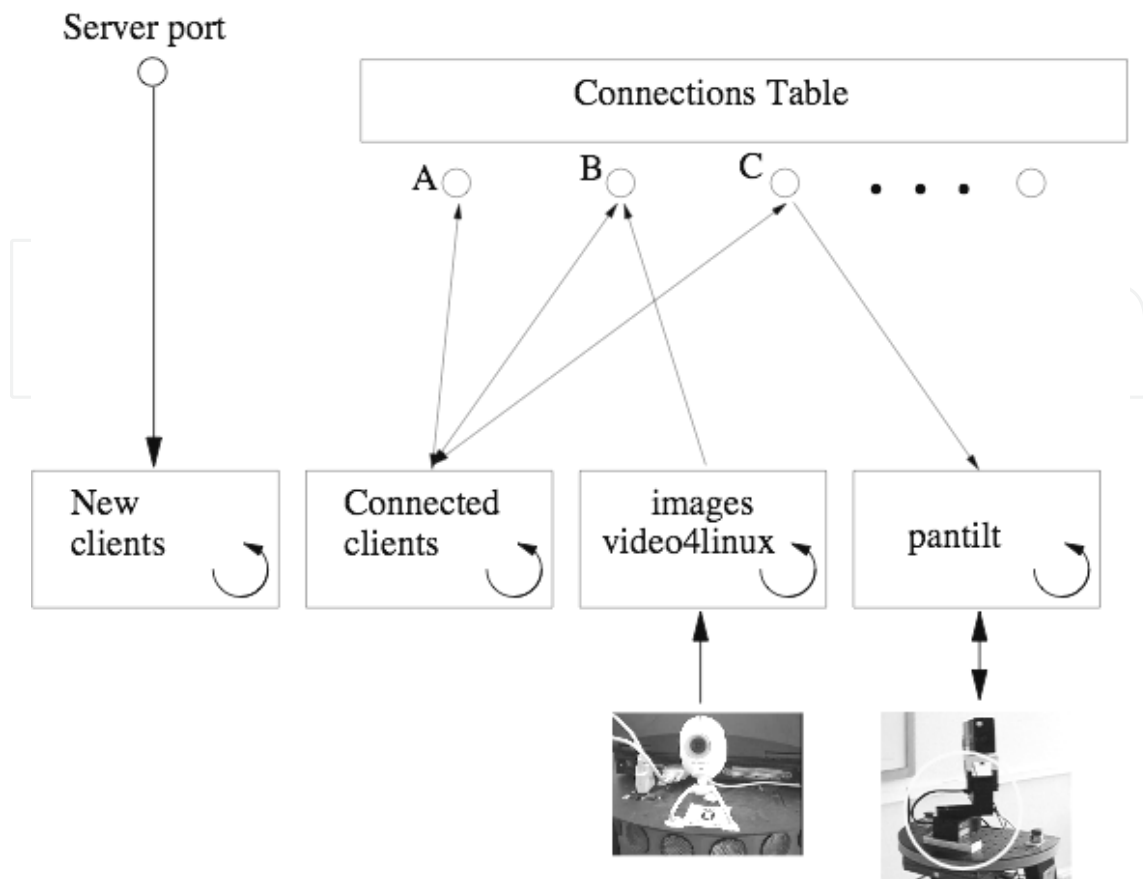 Server port
Connections Table
A
B
C
New
clients
Connected
clients
images
video4linux
pantilt